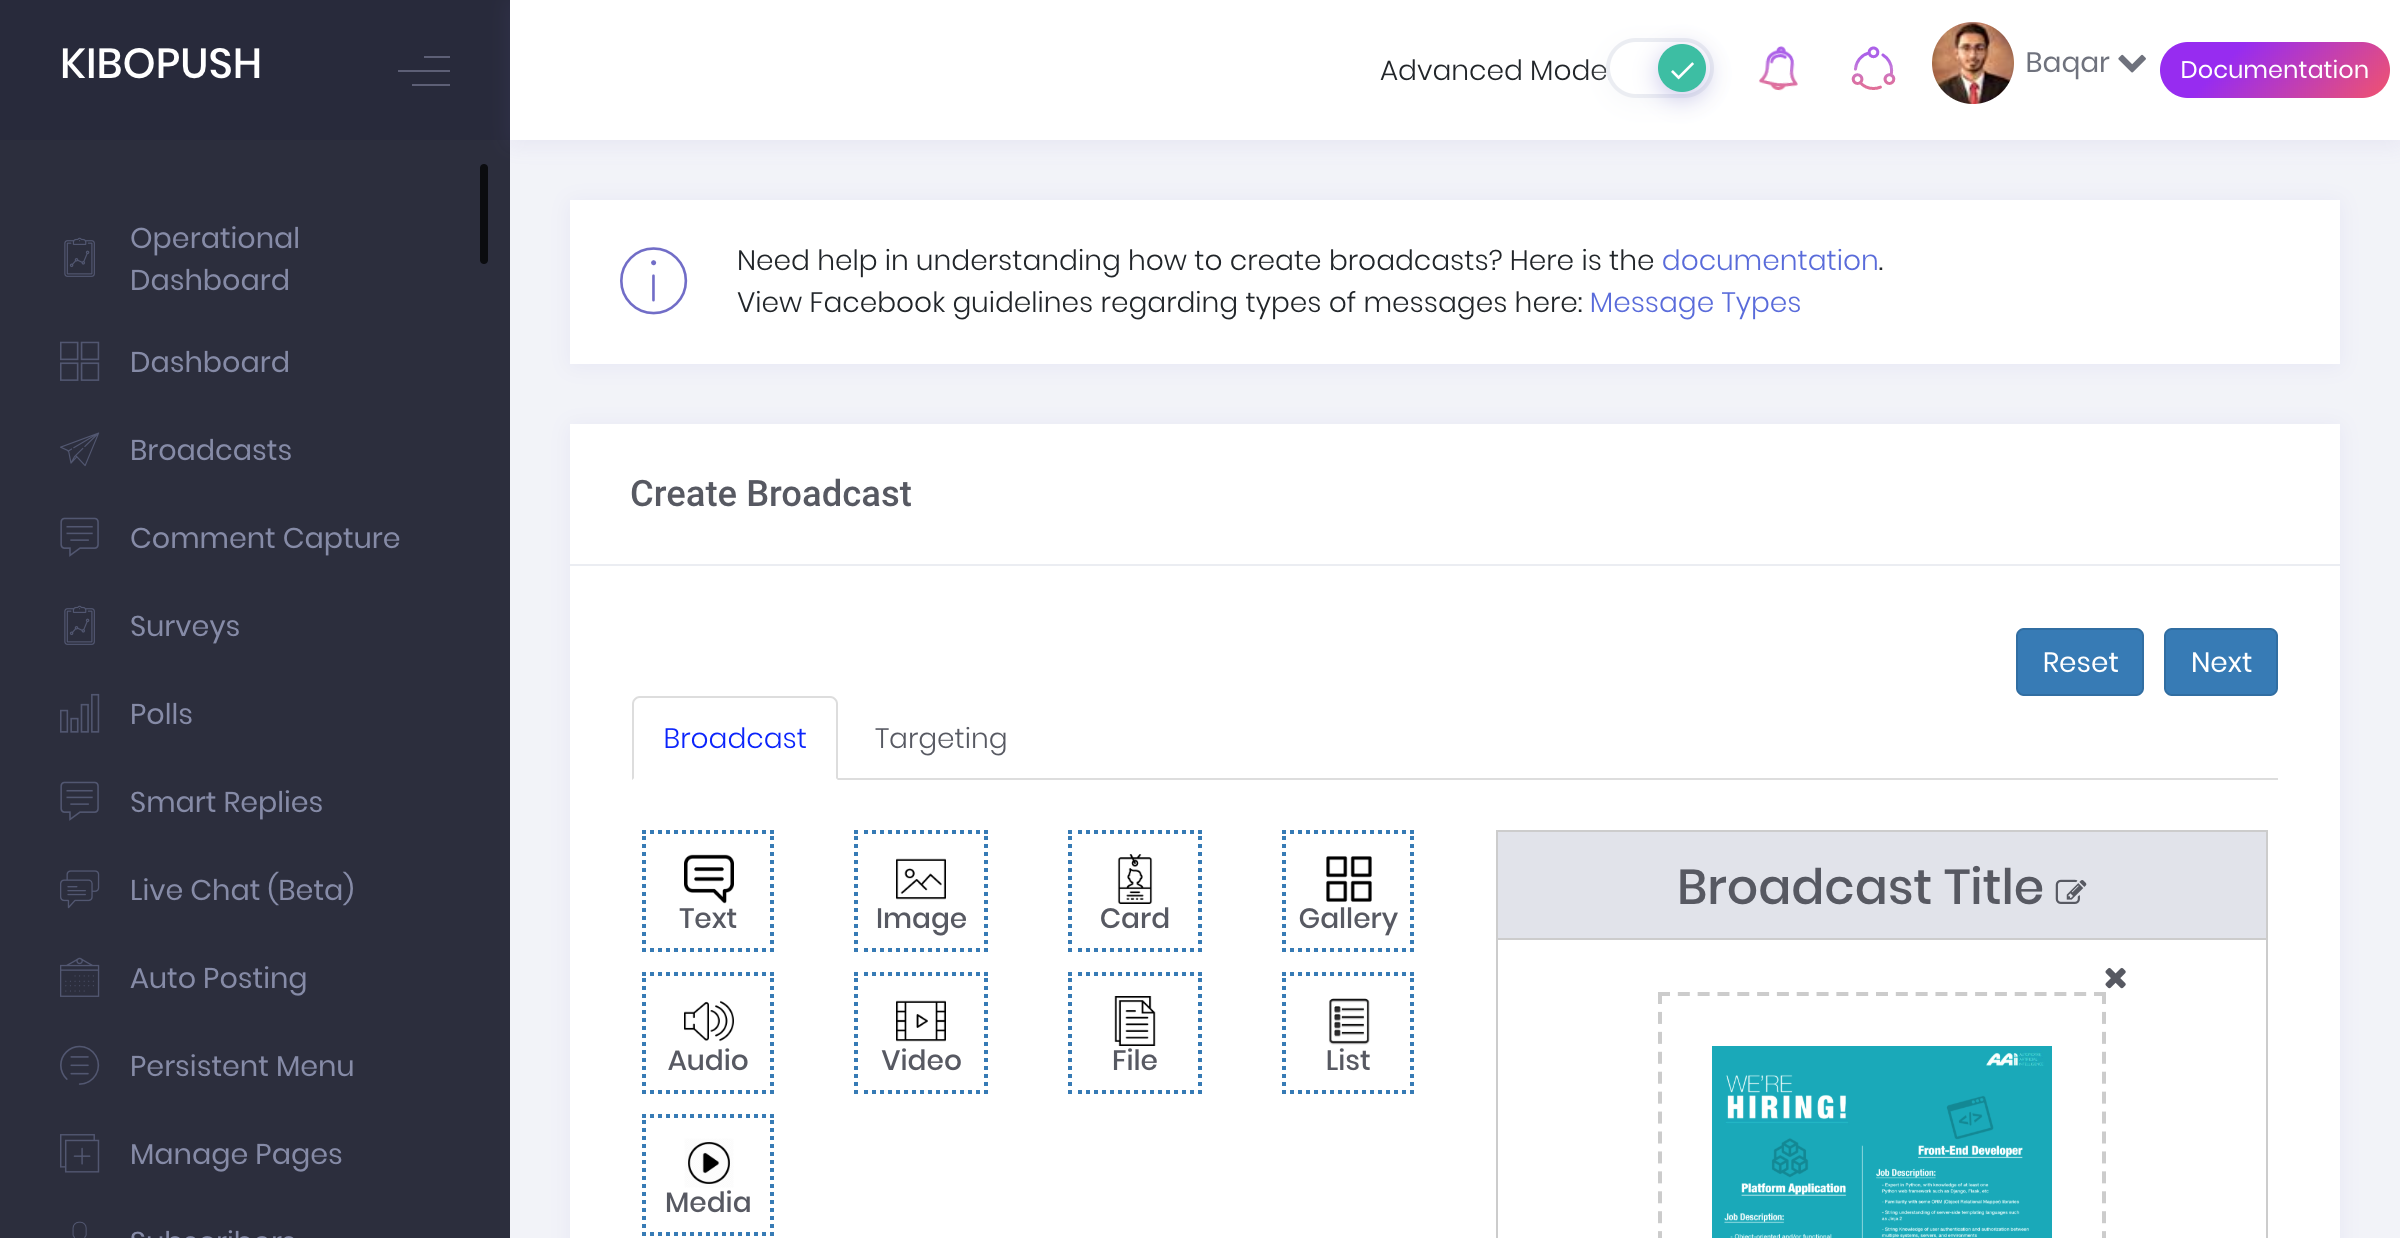 KIBOPUSH
Advanced Mode
Baqar
Documentation
Operational
Dashboard
Dashboard
Broadcasts
Comment Capture
Surveys
Polls
Smart Replies
Live Chat (Beta)
Auto Posting
Persistent Menu
Manage Pages
Subscribers
Need help in understanding how to create broadcasts? Here is the documentation.
View Facebook guidelines regarding types of messages here: Message Types
Create Broadcast
Reset
Next
Broadcast
Targeting
Text
Image
Card
Gallery
Audio
Video
File
List
Media
Broadcast Title
AAi
WE'RE
HIRING!
Front-End Developer
Job Description:
Platform Application
Job Description: